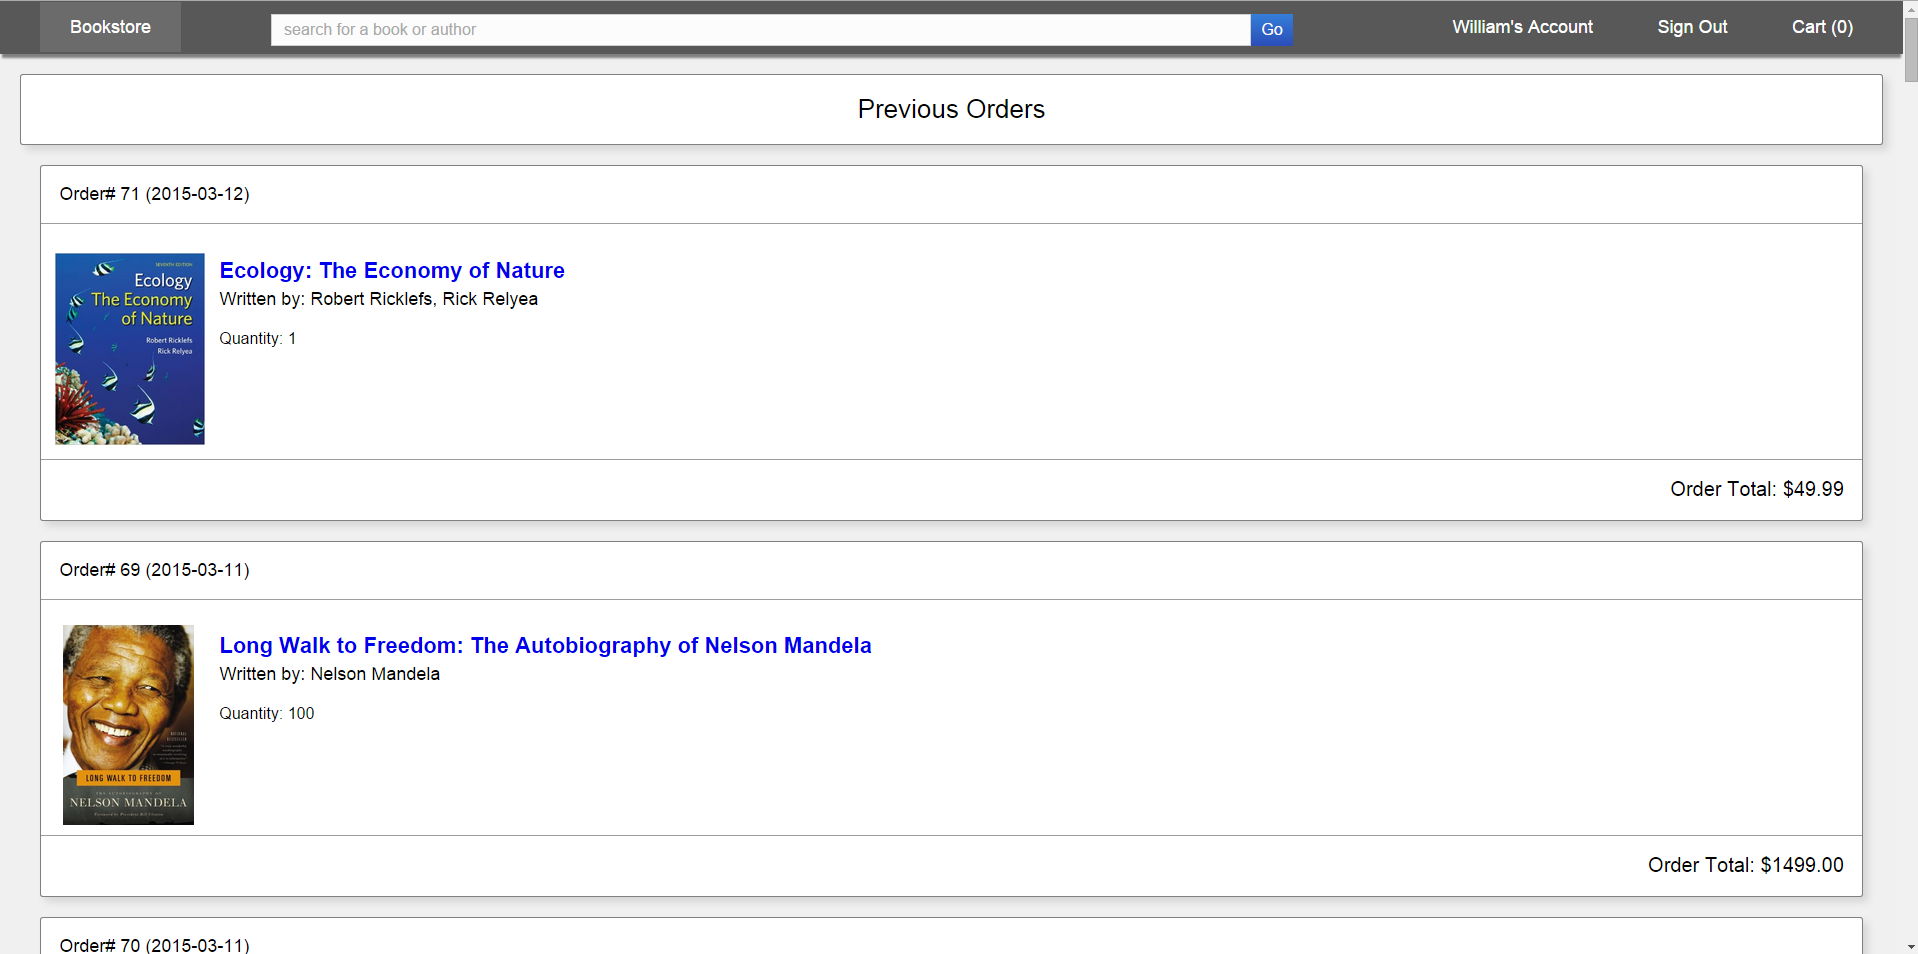 Bookstore
search for a book or author
Go
William's Account
Sign Out
Cart (0)
Previous Orders
Order# 71 (2015-03-12)
SEVENTH EDITION
Ecology
The Economy
of Nature
Robert Ricklefs
Rick Relyea
Ecology: The Economy of Nature
Written by: Robert Ricklefs, Rick Relyea
Quantity: 1
Order Total: $49.99
Order# 69 (2015-03-11)
LONG WALK TO FREEDOM
THE AUTOBIOGRAPHY OF
NELSON MANDELA
Long Walk to Freedom: The Autobiography of Nelson Mandela
Written by: Nelson Mandela
Quantity: 100
Order Total: $1499.00
Order# 70 (2015-03-11)